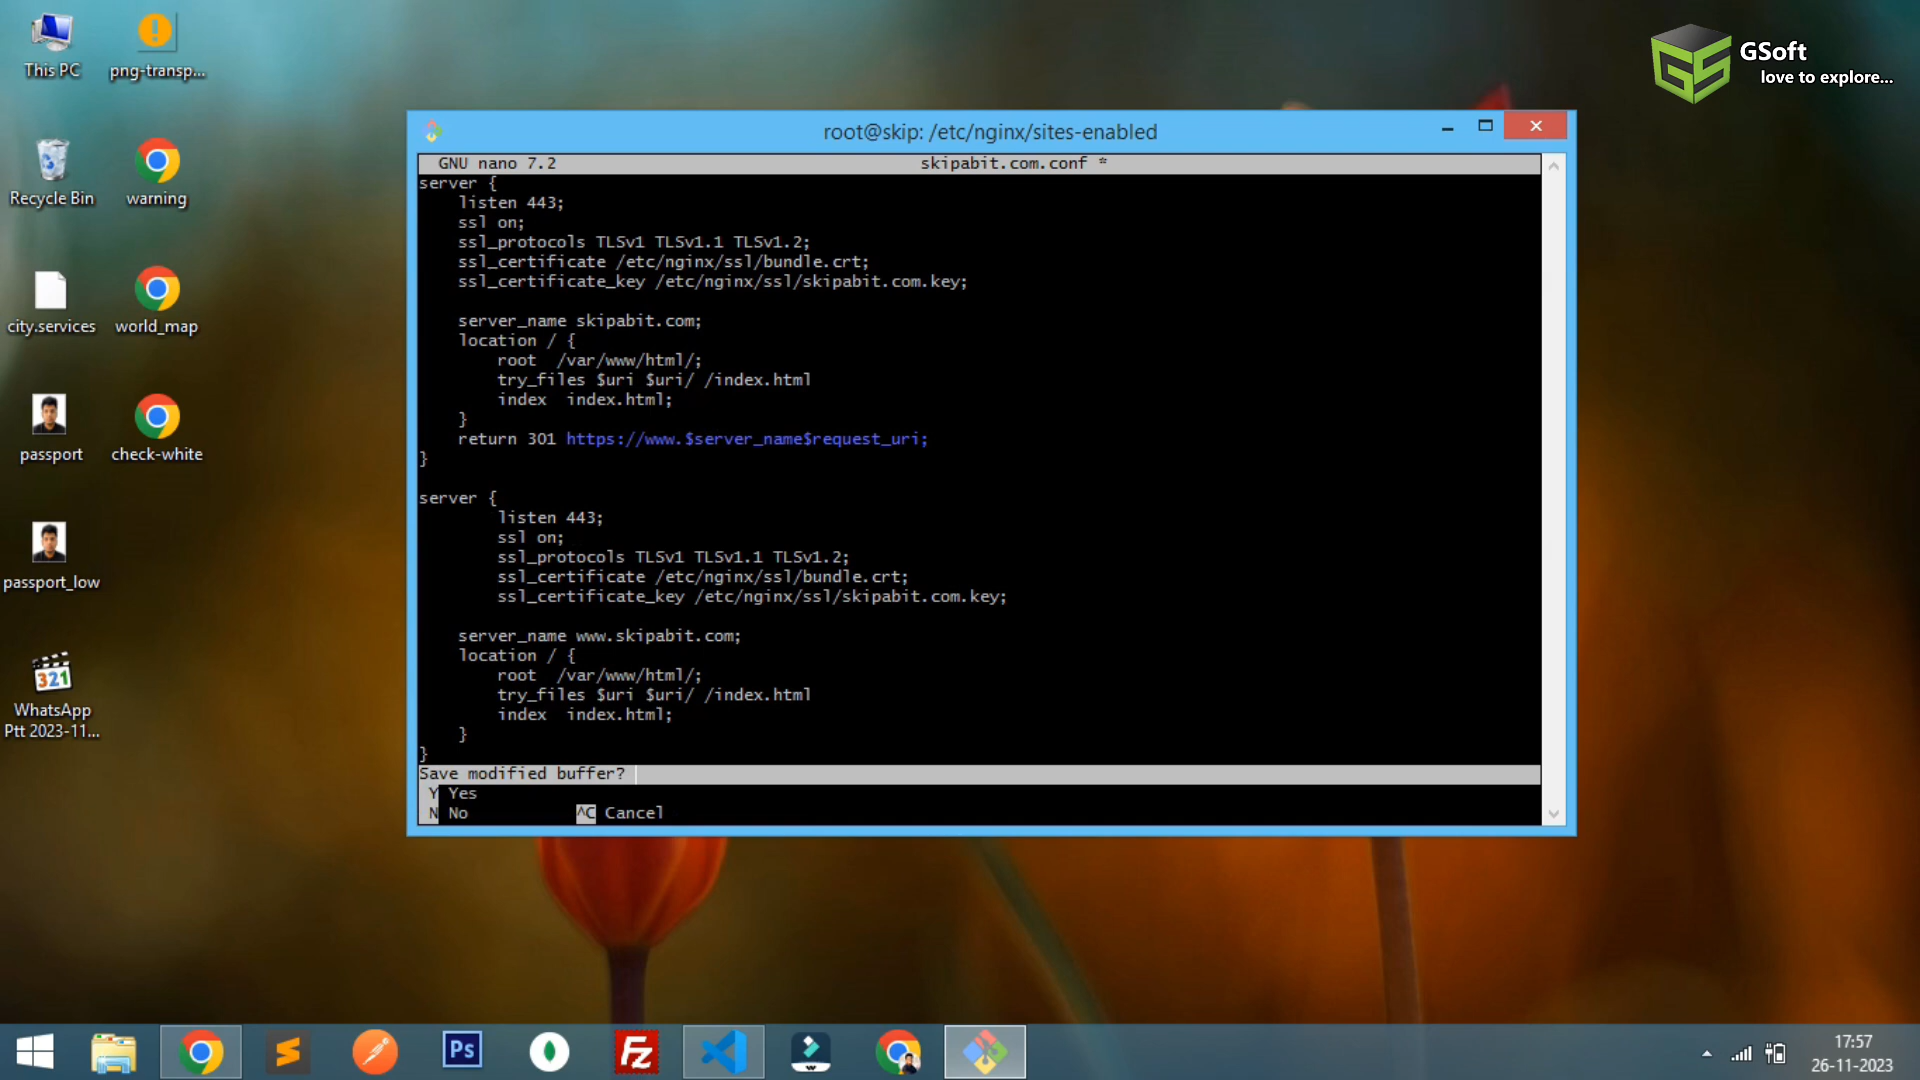 This PC
png-transp...
Recycle Bin
warning
city.services
world_map
passport
check-white
passport_low
321
WhatsApp
Ptt 2023-11...
GSoft
love to explore...
root@skip: /etc/nginx/sites-enabled
GNU nano 7.2 skipabit.com.conf *
server {
listen 443;
ssl on;
ssl_protocols TLSv1 TLSv1.1 TLSv1.2;
ssl_certificate /etc/nginx/ssl/bundle.crt;
ssl_certificate_key /etc/nginx/ssl/skipabit.com.key;
server_name skipabit.com;
location / {
root /var/www/html/;
try_files $uri $uri/ /index.html
index index.html;
}
return 301 https://www.$server_name$request_uri;
}
server {
listen 443;
ssl on;
ssl_protocols TLSv1 TLSv1.1 TLSv1.2;
ssl_certificate /etc/nginx/ssl/bundle.crt;
ssl_certificate_key /etc/nginx/ssl/skipabit.com.key;
server_name www.skipabit.com;
location / {
root /var/www/html/;
try_files $uri $uri/ /index.html
index index.html;
}
}
Save modified buffer?
Y Yes
N No ^C Cancel
Ps
FZ
17:57
26-11-2023